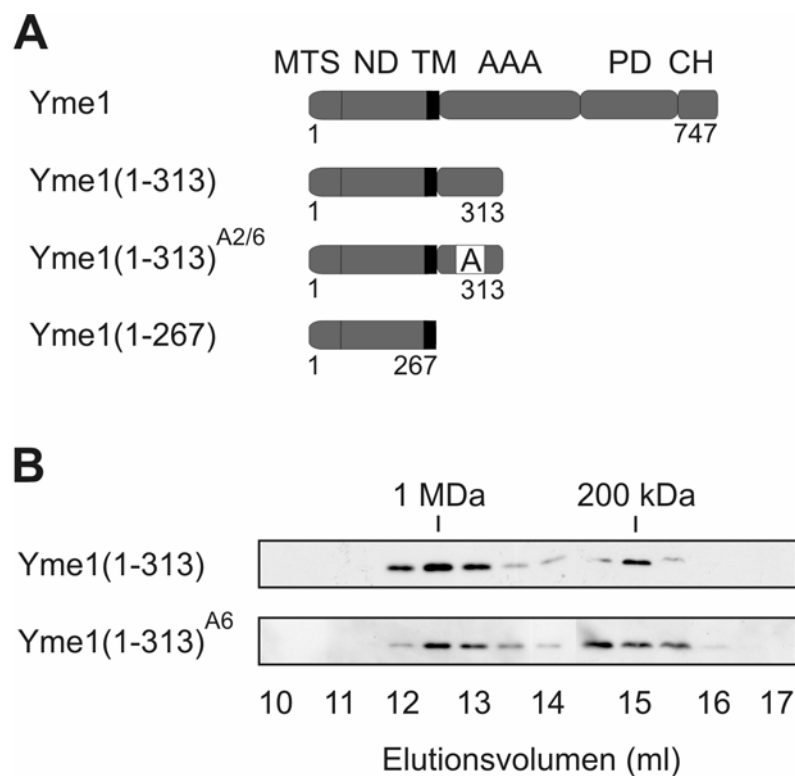 A
MTS ND TM AAA PD CH
Yme1
1 747
Yme1(1-313)
1 313
Yme1(1-313)A2/6
A
1 313
Yme1(1-267)
1 267
B
1 MDa 200 kDa
Yme1(1-313)
Yme1(1-313)A6
10 11 12 13 14 15 16 17
Elutionsvolumen (ml)